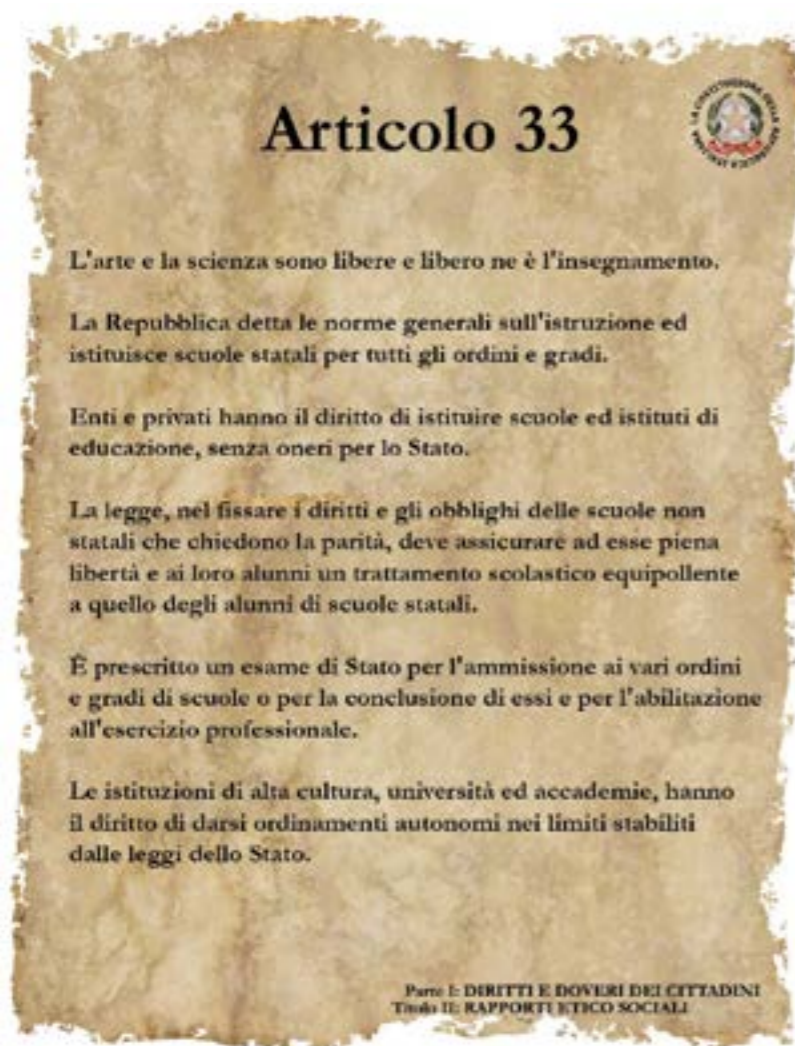 Articolo 33
LA COSTITUZIONE DELLA REPUBBLICA ITALIANA
L'arte e la scienza sono libere e libero ne è l'insegnamento.
La Repubblica detta le norme generali sull'istruzione ed
istituisce scuole statali per tutti gli ordini e gradi.
Enti e privati hanno il diritto di istituire scuole ed istituti di
educazione, senza oneri per lo Stato.
La legge, nel fissare i diritti e gli obblighi delle scuole non
statali che chiedono la parità, deve assicurare ad esse piena
libertà e ai loro alunni un trattamento scolastico equipollente
a quello degli alunni di scuole statali.
È prescritto un esame di Stato per l'ammissione ai vari ordini
e gradi di scuole o per la conclusione di essi e per l'abilitazione
all'esercizio professionale.
Le istituzioni di alta cultura, università ed accademie, hanno
il diritto di darsi ordinamenti autonomi nei limiti stabiliti
dalle leggi dello Stato.
Parte I: DIRITTI E DOVERI DEI CITTADINI
Titolo II: RAPPORTI ETICO SOCIALI